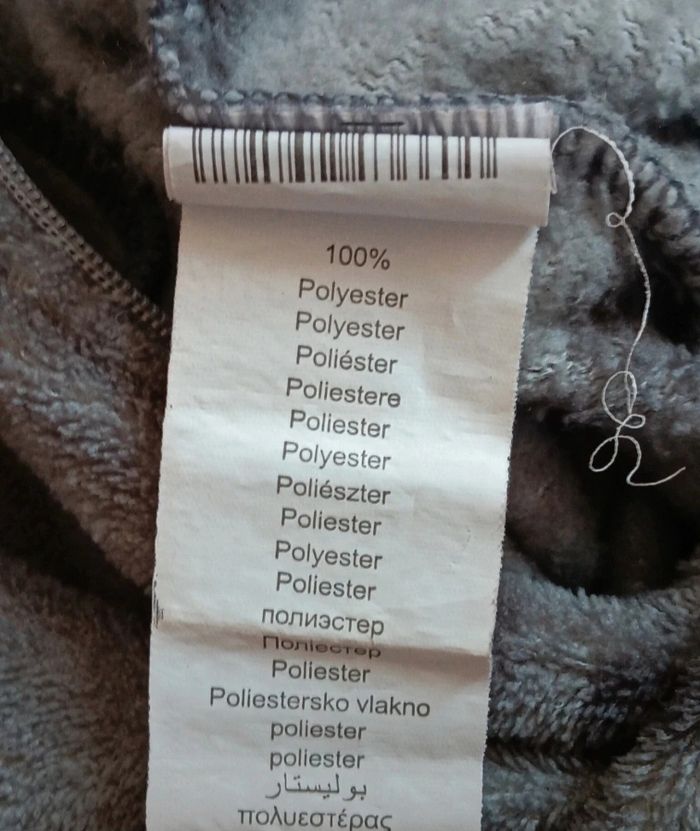 100%
Polyester
Polyester
Poliéster
Poliestere
Poliester
Polyester
Poliészter
Poliester
Polyester
Poliester
полиэстер
Поліестер
Poliester
Poliestersko vlakno
poliester
poliester
بوليستار
πολυεστέρας